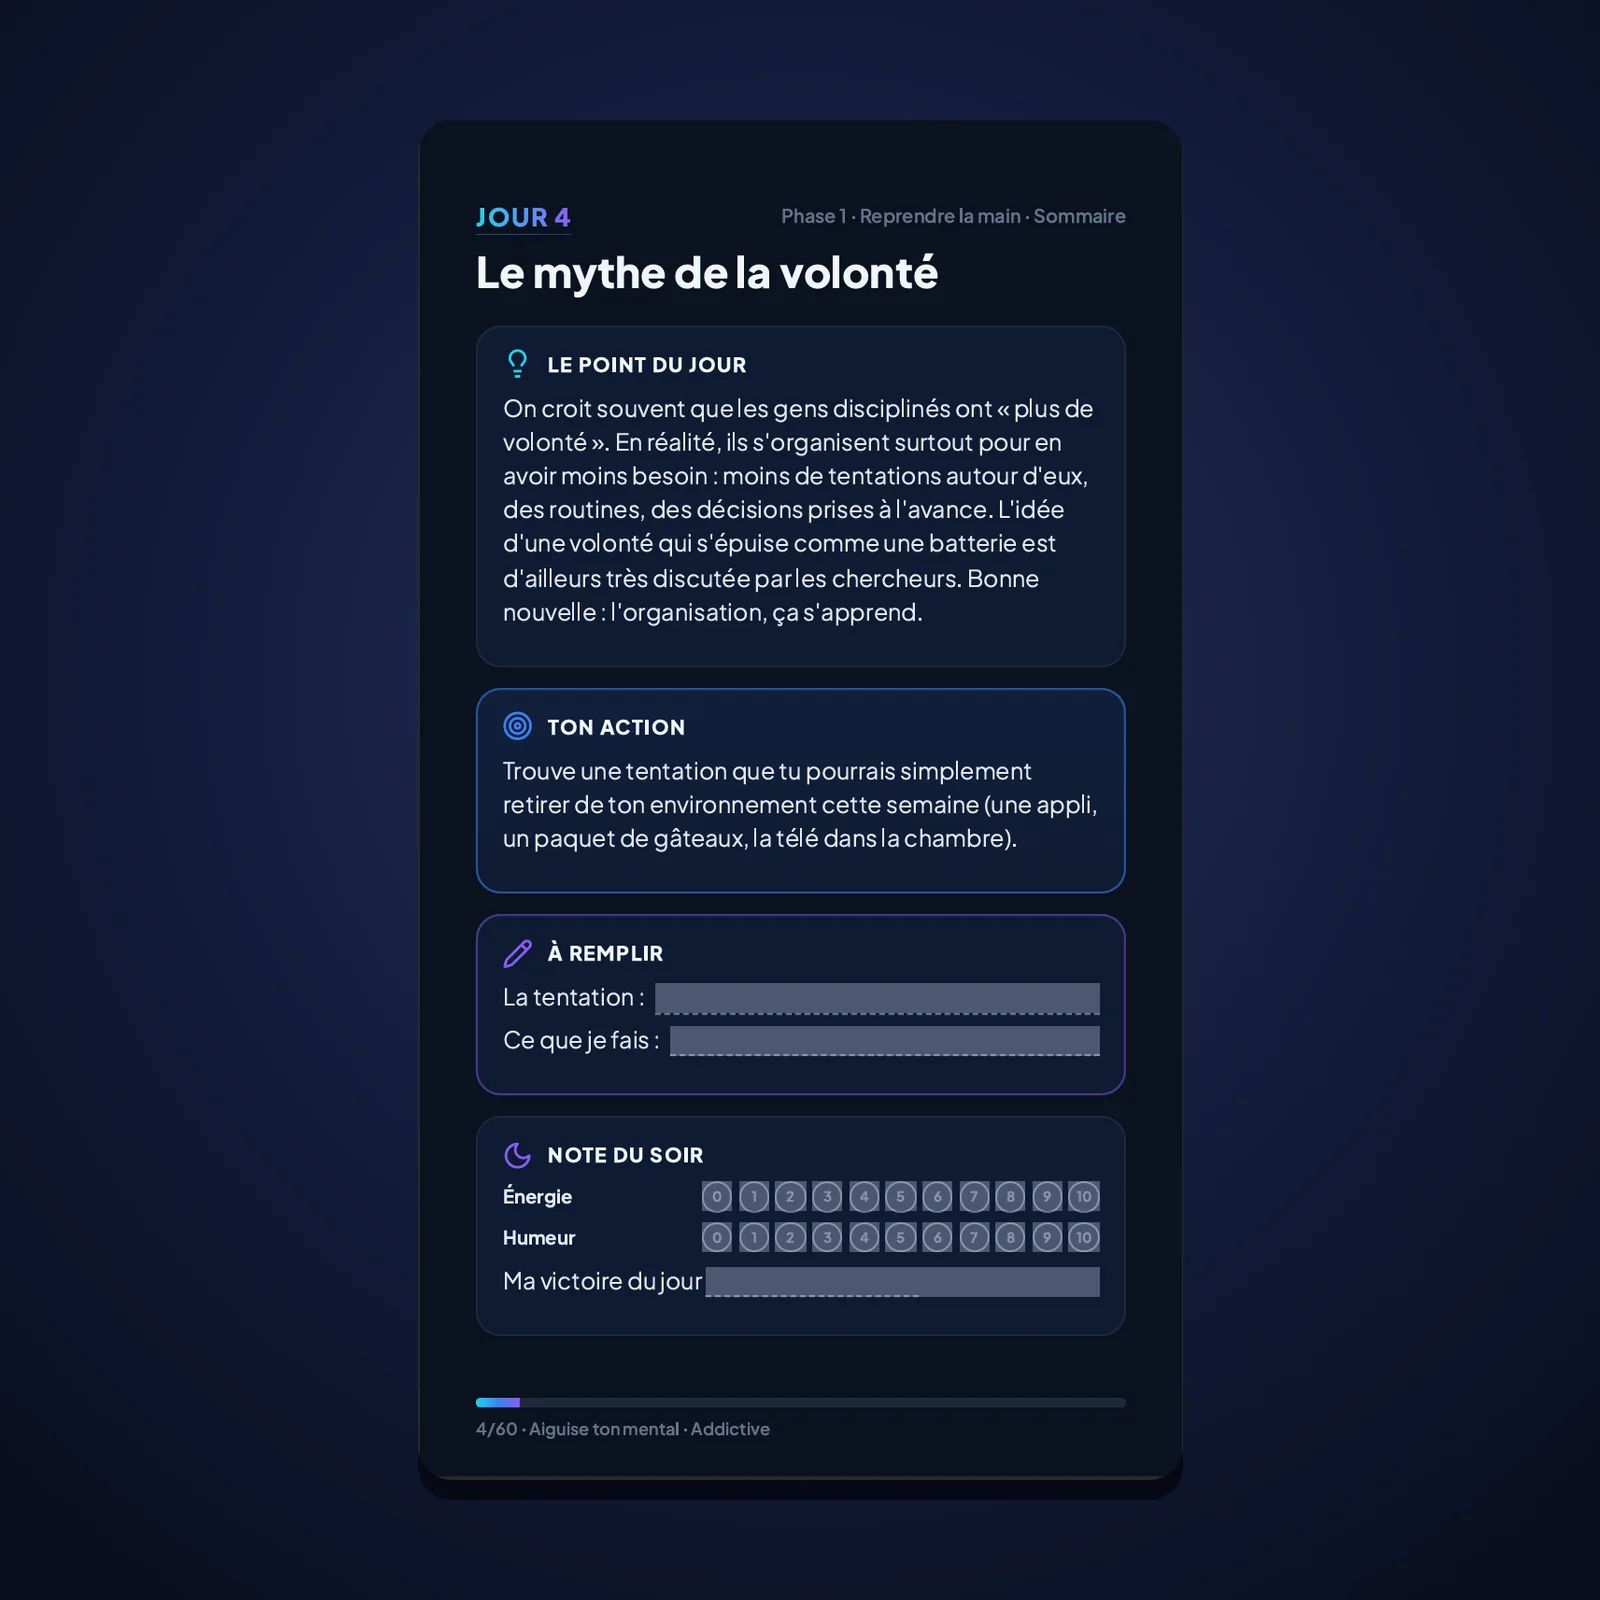 JOUR 4
Phase 1 · Reprendre la main · Sommaire
Le mythe de la volonté
LE POINT DU JOUR
On croit souvent que les gens disciplinés ont « plus de
volonté ». En réalité, ils s'organisent surtout pour en
avoir moins besoin : moins de tentations autour d'eux,
des routines, des décisions prises à l'avance. L'idée
d'une volonté qui s'épuise comme une batterie est
d'ailleurs très discutée par les chercheurs. Bonne
nouvelle : l'organisation, ça s'apprend.
TON ACTION
Trouve une tentation que tu pourrais simplement
retirer de ton environnement cette semaine (une appli,
un paquet de gâteaux, la télé dans la chambre).
À REMPLIR
La tentation :
Ce que je fais :
NOTE DU SOIR
Énergie 0 1 2 3 4 5 6 7 8 9 10
Humeur 0 1 2 3 4 5 6 7 8 9 10
Ma victoire du jour
4/60 · Aiguise ton mental · Addictive